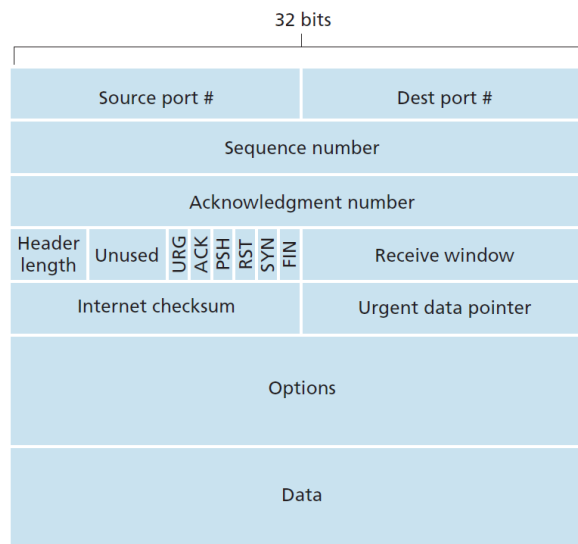 32 bits
Source port #
Dest port #
Sequence number
Acknowledgment number
Header
length
Unused
URG
ACK
PSH
RST
SYN
FIN
Receive window
Internet checksum
Urgent data pointer
Options
Data